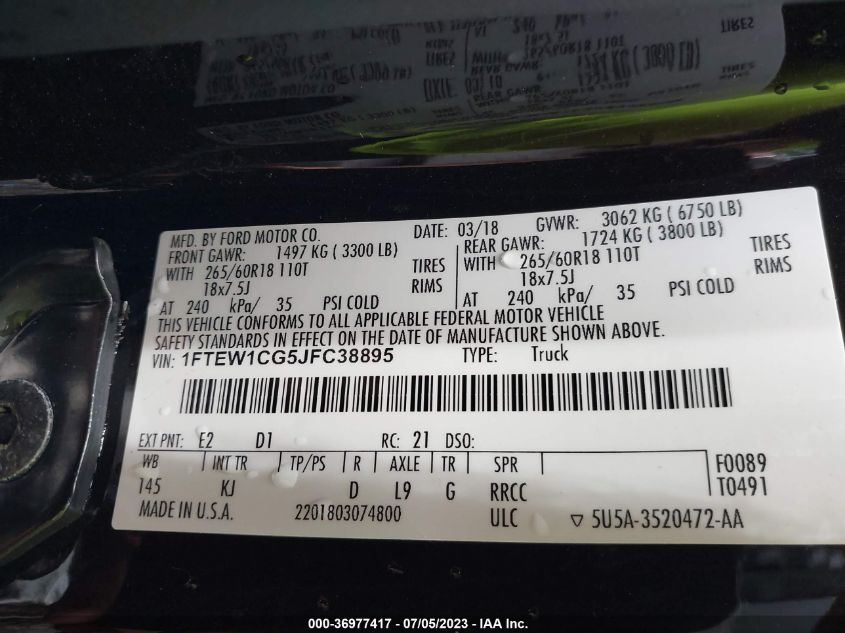 MFD. BY FORD MOTOR CO.
DATE: 03/18
GVWR: 3062 KG ( 6750 LB)
FRONT GAWR: 1497 KG ( 3300 LB)
REAR GAWR: 1724 KG ( 3800 LB)
WITH 265/60R18 110T TIRES
WITH 265/60R18 110T TIRES
18x7.5J RIMS
18x7.5J RIMS
AT 240 kPa/ 35 PSI COLD
AT 240 kPa/ 35 PSI COLD
THIS VEHICLE CONFORMS TO ALL APPLICABLE FEDERAL MOTOR VEHICLE
SAFETY STANDARDS IN EFFECT ON THE DATE OF MANUFACTURE SHOWN ABOVE.
VIN: 1FTEW1CG5JFC38895 TYPE: Truck
EXT PNT: E2 D1 RC: 21 DSO:
WB INT TR TP/PS R AXLE TR SPR F0089
145 KJ D L9 G RRCC T0491
MADE IN U.S.A. 2201803074800 ULC ▽ 5U5A-3520472-AA
000-36977417 - 07/05/2023 - IAA Inc.